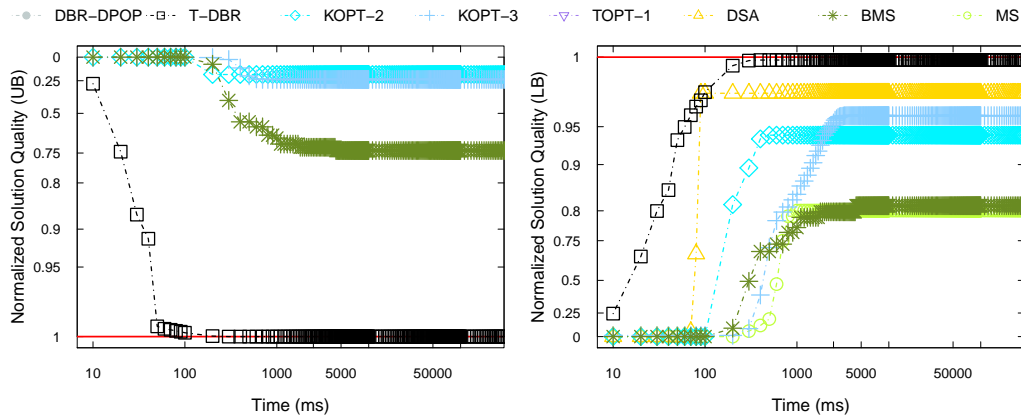 DBR−DPOP T−DBR KOPT−2 KOPT−3 TOPT−1 DSA BMS MS
10 100 1000 5000 50000
0
0.25
0.5
0.75
0.9
0.95
1
Normalized Solution Quality (UB)
Time (ms)
10 100 1000 5000 50000
1
0.95
0.9
0.8
0.75
0.5
0.25
0
Normalized Solution Quality (LB)
Time (ms)